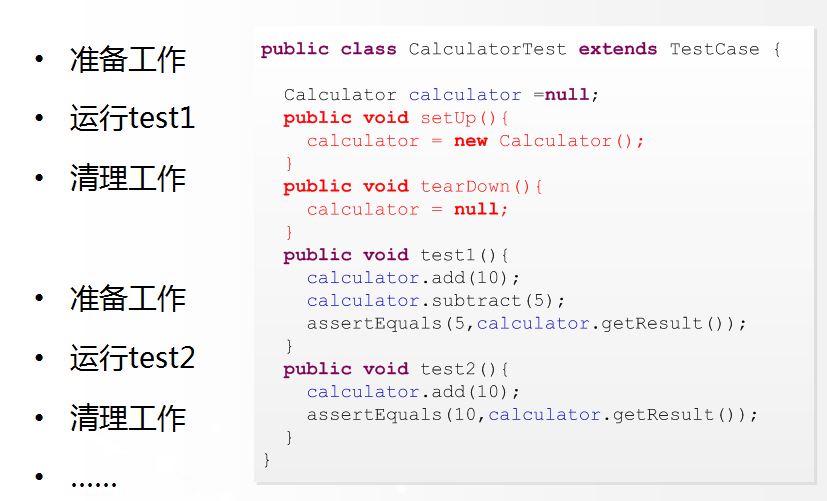 • 准备工作
• 运行test1
• 清理工作
• 准备工作
• 运行test2
• 清理工作
• ......
public class CalculatorTest extends TestCase {
Calculator calculator =null;
public void setUp(){
calculator = new Calculator();
}
public void tearDown(){
calculator = null;
}
public void test1(){
calculator.add(10);
calculator.subtract(5);
assertEquals(5,calculator.getResult());
}
public void test2(){
calculator.add(10);
assertEquals(10,calculator.getResult());
}
}